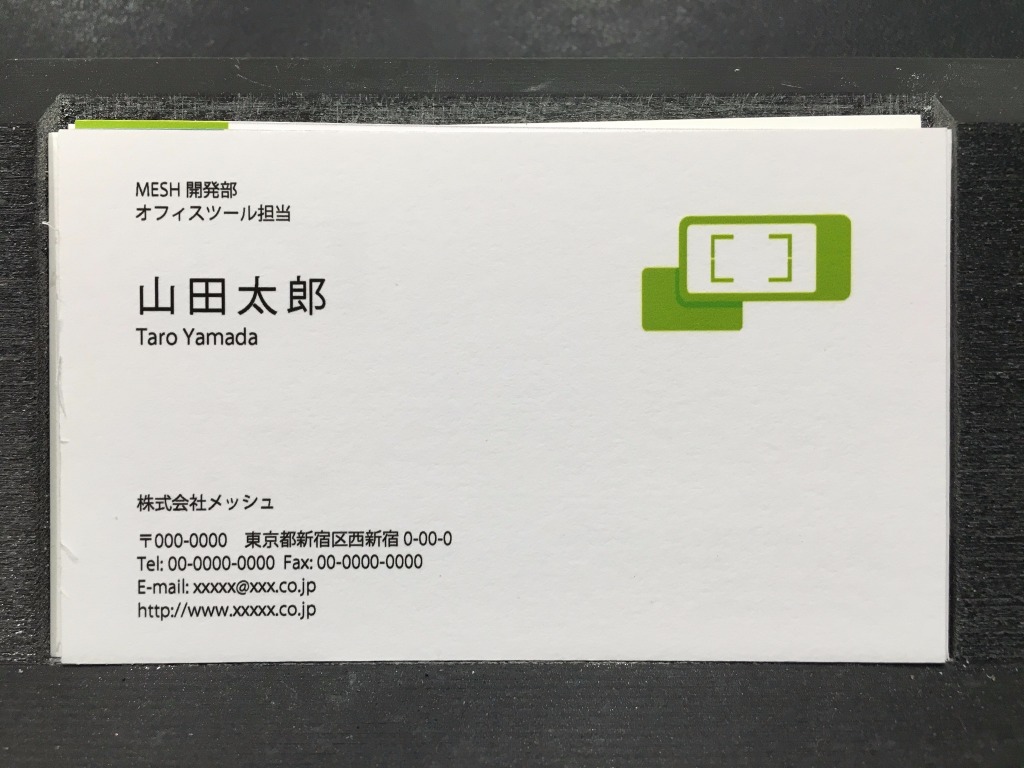 MESH 開発部
オフィスツール担当
山田太郎
Taro Yamada
株式会社メッシュ
〒000-0000　東京都新宿区西新宿 0-00-0
Tel: 00-0000-0000 Fax: 00-0000-0000
E-mail: xxxxx@xxx.co.jp
http://www.xxxxx.co.jp